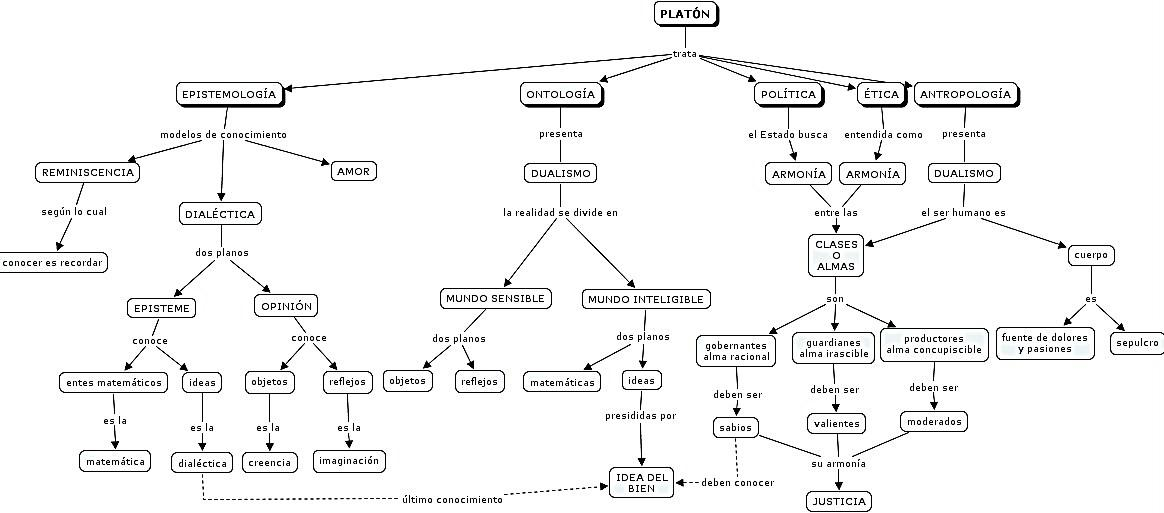 PLATÓN
trata
EPISTEMOLOGÍA
ONTOLOGÍA
POLÍTICA
ÉTICA
ANTROPOLOGÍA
modelos de conocimiento
presenta
el Estado busca
entendida como
presenta
REMINISCENCIA
AMOR
DUALISMO
ARMONÍA
ARMONÍA
DUALISMO
según lo cual
DIALÉCTICA
la realidad se divide en
entre las
el ser humano es
conocer es recordar
dos planos
CLASES
O
ALMAS
cuerpo
EPISTEME
OPINIÓN
MUNDO SENSIBLE
MUNDO INTELIGIBLE
son
es
conoce
conoce
dos planos
dos planos
gobernantes
alma racional
guardianes
alma irascible
productores
alma concupiscible
fuente de dolores
y pasiones
sepulcro
entes matemáticos
ideas
objetos
reflejos
objetos
reflejos
matemáticas
ideas
deben ser
deben ser
deben ser
es la
es la
es la
es la
presididas por
sabios
valientes
moderados
matemática
dialéctica
creencia
imaginación
su armonía
IDEA DEL
BIEN
deben conocer
último conocimiento
JUSTICIA